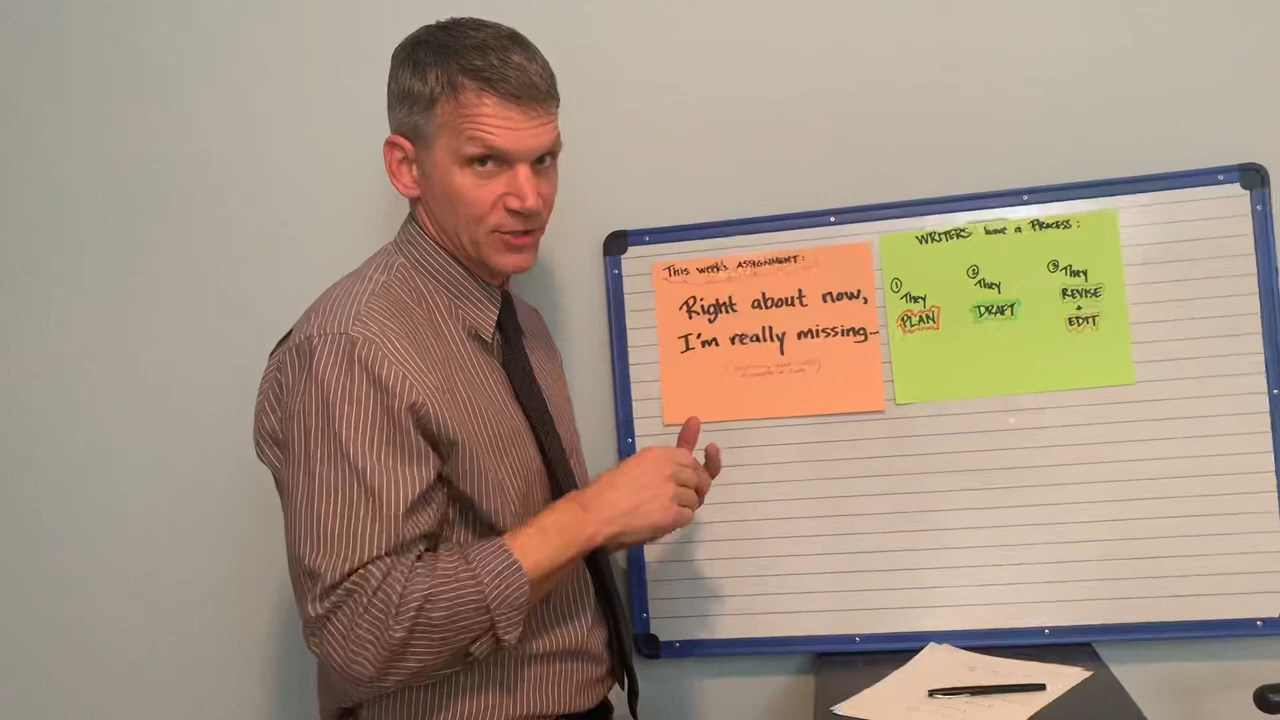 This week's ASSIGNMENT:
Right about now,
I'm really missing-
WRITERS have a PROCESS:
① They PLAN
② They DRAFT
③ They REVISE + EDIT